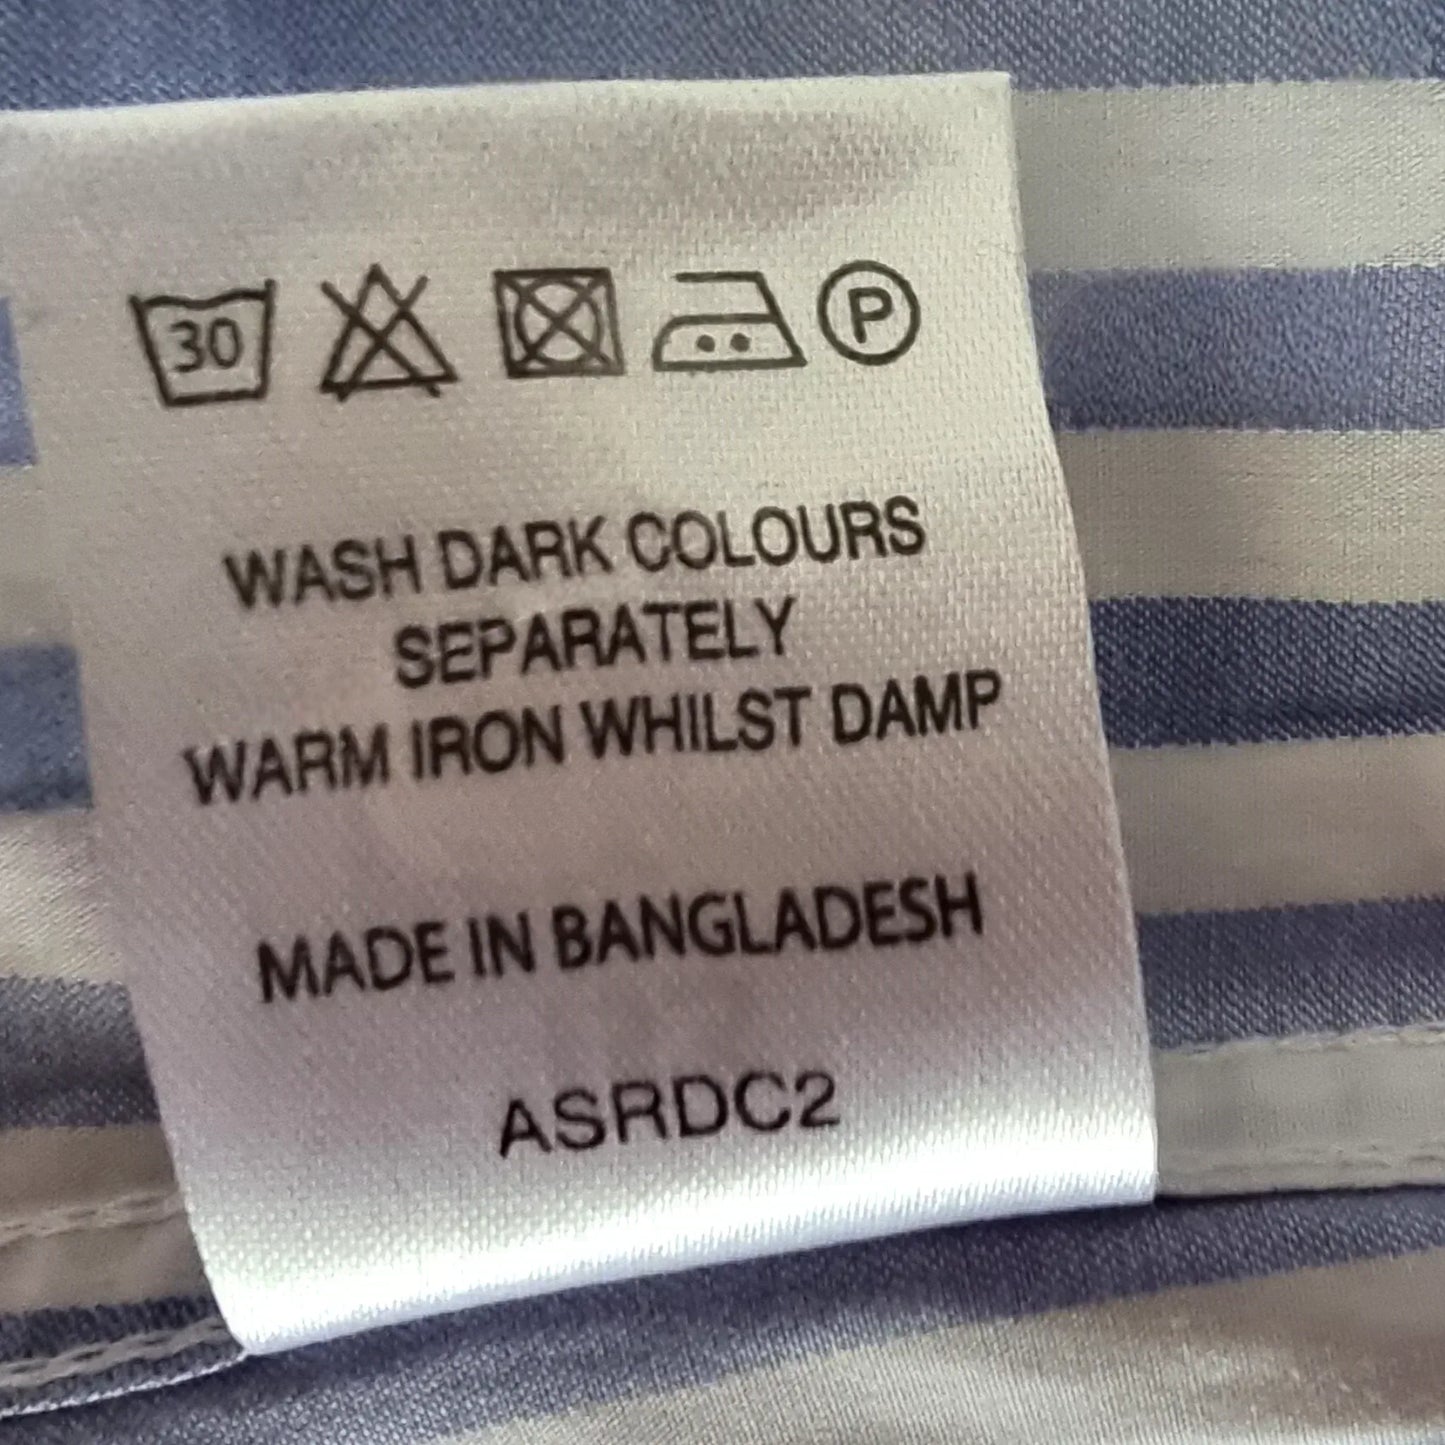 30 P
WASH DARK COLOURS
SEPARATELY
WARM IRON WHILST DAMP
MADE IN BANGLADESH
ASRDC2